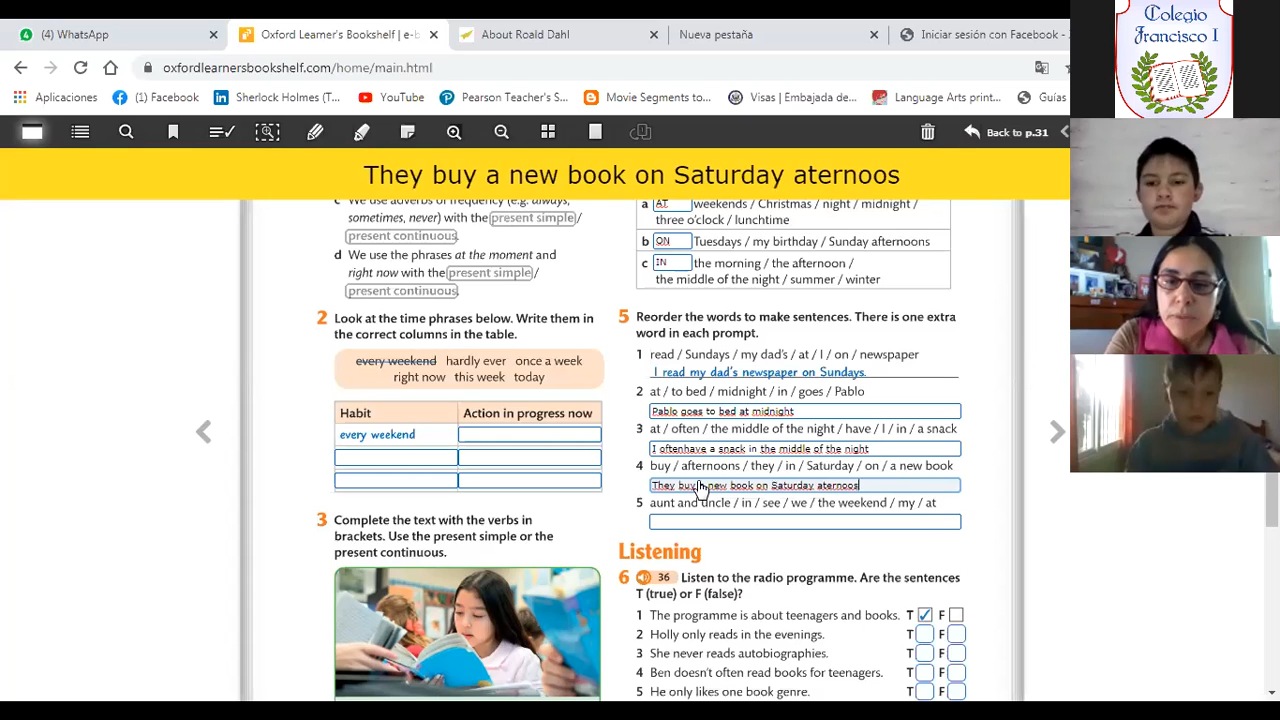 (4) WhatsApp
Oxford Learner's Bookshelf | e-b
About Roald Dahl
Nueva pestaña
Iniciar sesión con Facebook -
oxfordlearnersbookshelf.com/home/main.html
Aplicaciones
(1) Facebook
Sherlock Holmes (T...
YouTube
Pearson Teacher's S...
Movie Segments to...
Visas | Embajada de...
Language Arts print...
Guías
Back to p.31
They buy a new book on Saturday aternoos
c We use adverbs of frequency (e.g. always,
sometimes, never) with the present simple/
present continuous.
d We use the phrases at the moment and
right now with the present simple/
present continuous.
2 Look at the time phrases below. Write them in
the correct columns in the table.
every weekend hardly ever once a week
right now this week today
Habit Action in progress now
every weekend
3 Complete the text with the verbs in
brackets. Use the present simple or the
present continuous.
a AT weekends / Christmas / night / midnight /
three o'clock / lunchtime
b ON Tuesdays / my birthday / Sunday afternoons
c IN the morning / the afternoon /
the middle of the night / summer / winter
5 Reorder the words to make sentences. There is one extra
word in each prompt.
1 read / Sundays / my dad's / at / I / on / newspaper
I read my dad's newspaper on Sundays.
2 at / to bed / midnight / in / goes / Pablo
Pablo goes to bed at midnight
3 at / often / the middle of the night / have / I / in / a snack
I oftenhave a snack in the middle of the night
4 buy / afternoons / they / in / Saturday / on / a new book
They buy new book on Saturday aternoos
5 aunt and uncle / in / see / we / the weekend / my / at
Listening
6 36 Listen to the radio programme. Are the sentences
T (true) or F (false)?
1 The programme is about teenagers and books. T ✓ F
2 Holly only reads in the evenings. T F
3 She never reads autobiographies. T F
4 Ben doesn't often read books for teenagers. T F
5 He only likes one book genre. T F
Colegio
Francisco I